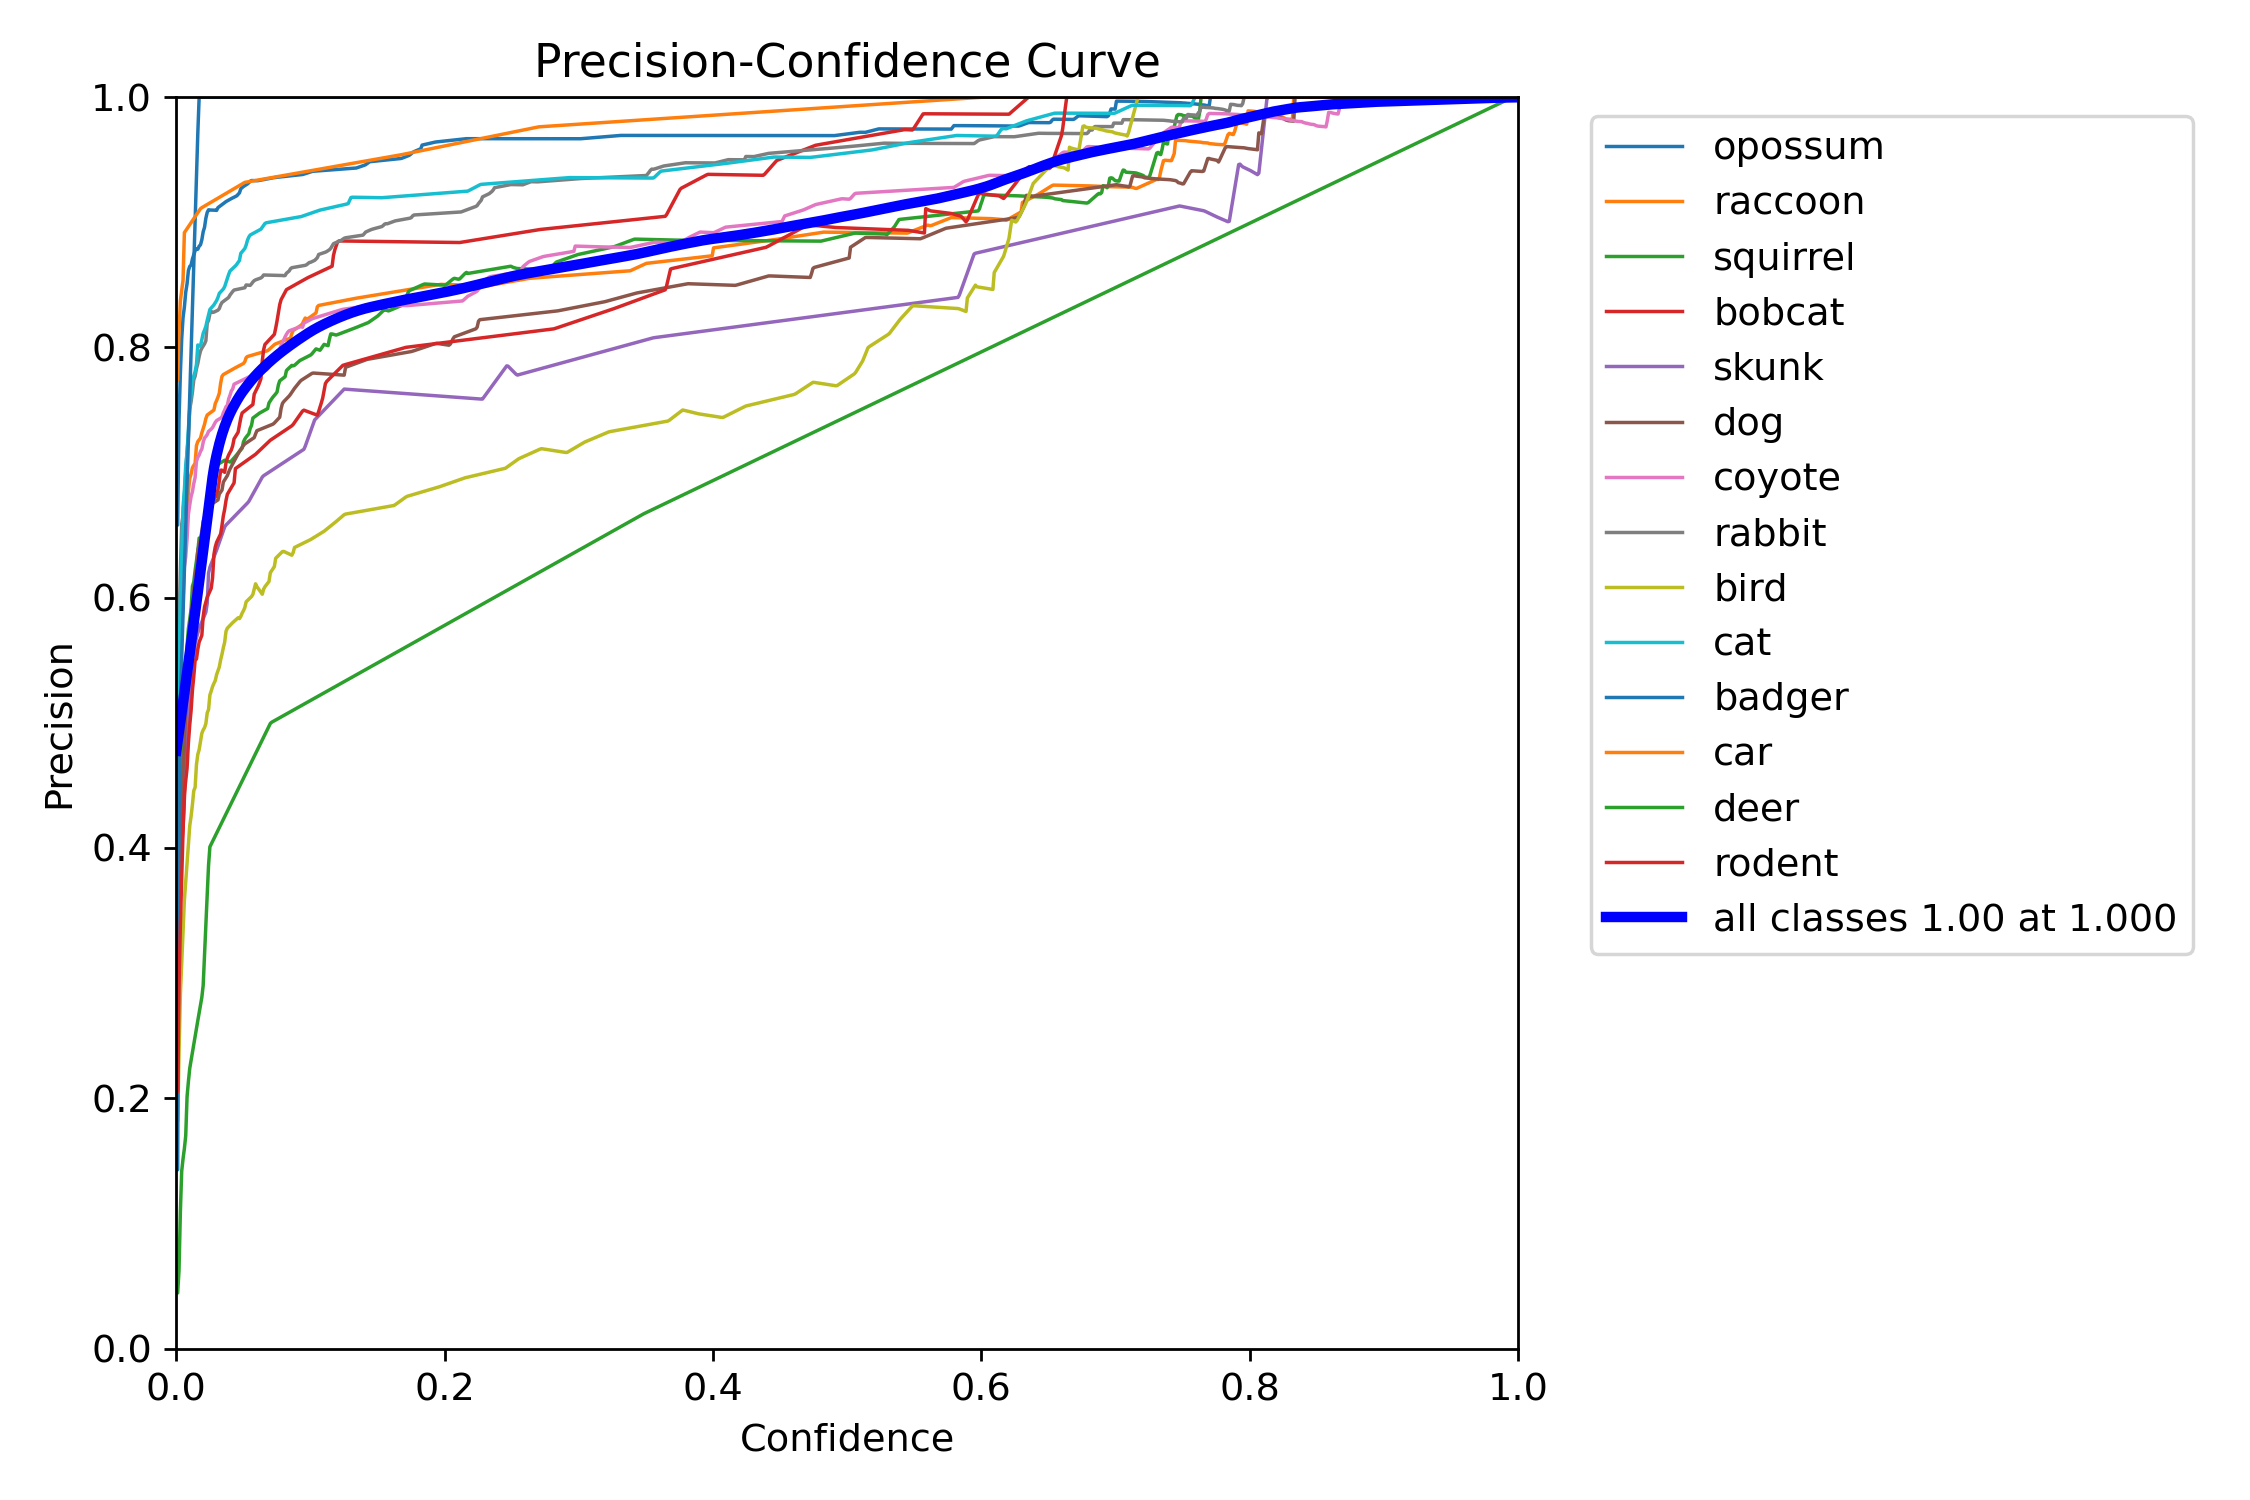 Precision-Confidence Curve
1.0
0.8
0.6
0.4
0.2
0.0
Precision
0.0 0.2 0.4 0.6 0.8 1.0
Confidence
opossum
raccoon
squirrel
bobcat
skunk
dog
coyote
rabbit
bird
cat
badger
car
deer
rodent
all classes 1.00 at 1.000